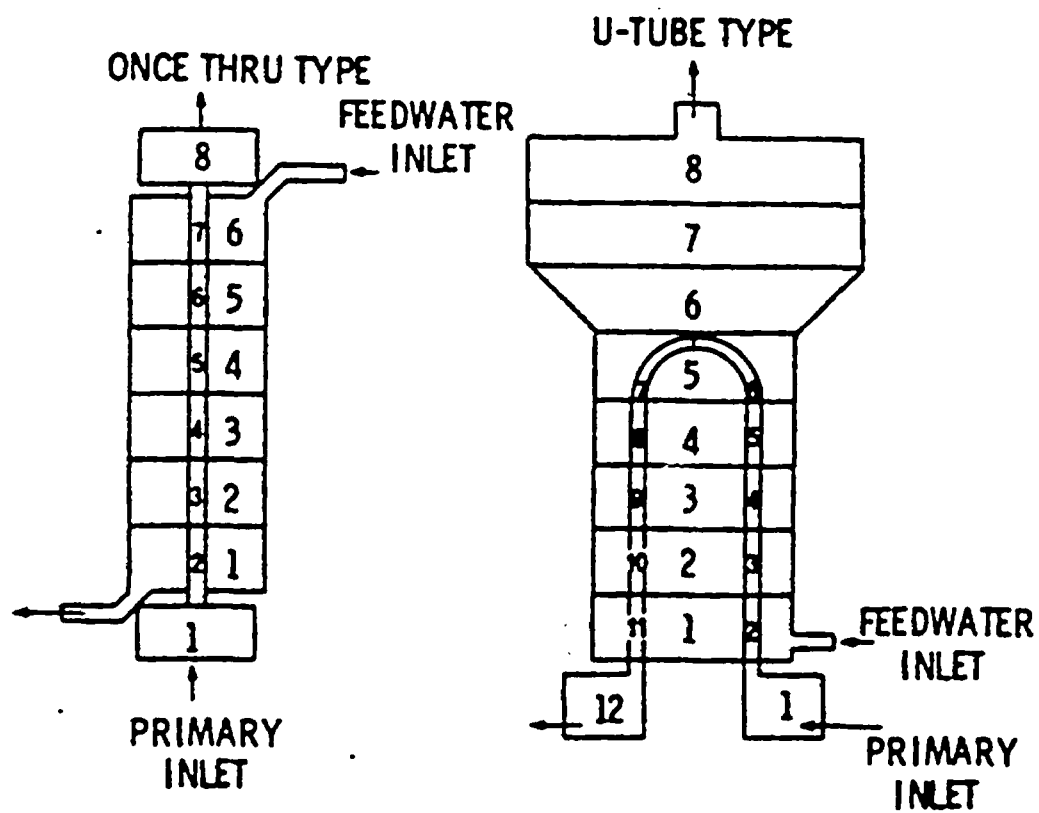 U-TUBE TYPE
ONCE THRU TYPE
FEEDWATER
INLET
8
7 6
6 5
5 4
4 3
3 2
2 1
1
PRIMARY
INLET
8
7
6
5
7
4 5
9 3 4
10 2 3
11 1 2
12 1
FEEDWATER
INLET
PRIMARY
INLET